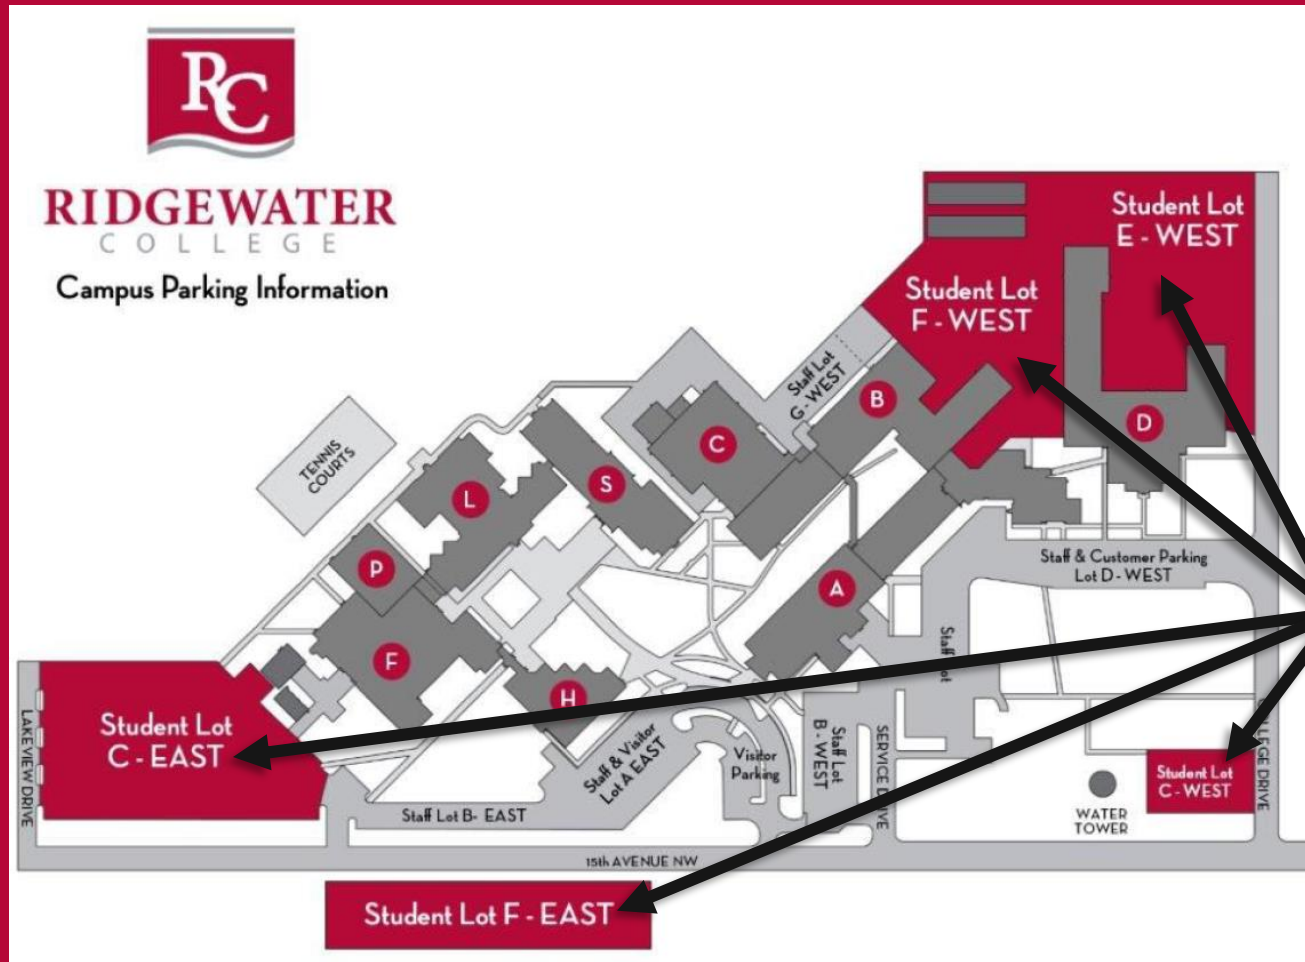 RC
RIDGEWATER
COLLEGE
Campus Parking Information
Student Lot
E - WEST
Student Lot
F - WEST
Staff Lot
G - WEST
B
D
C
TENNIS
COURTS
L
S
P
A
Staff & Customer Parking
Lot D - WEST
F
H
Staff Lot
Student Lot
C - EAST
LAKEVIEW DRIVE
Staff & Visitor
Lot A EAST
Visitor
Parking
Staff Lot
B - WEST
SERVICE DRIVE
Student Lot
C - WEST
WATER
TOWER
DRIVE
Staff Lot B- EAST
15th AVENUE NW
Student Lot F - EAST